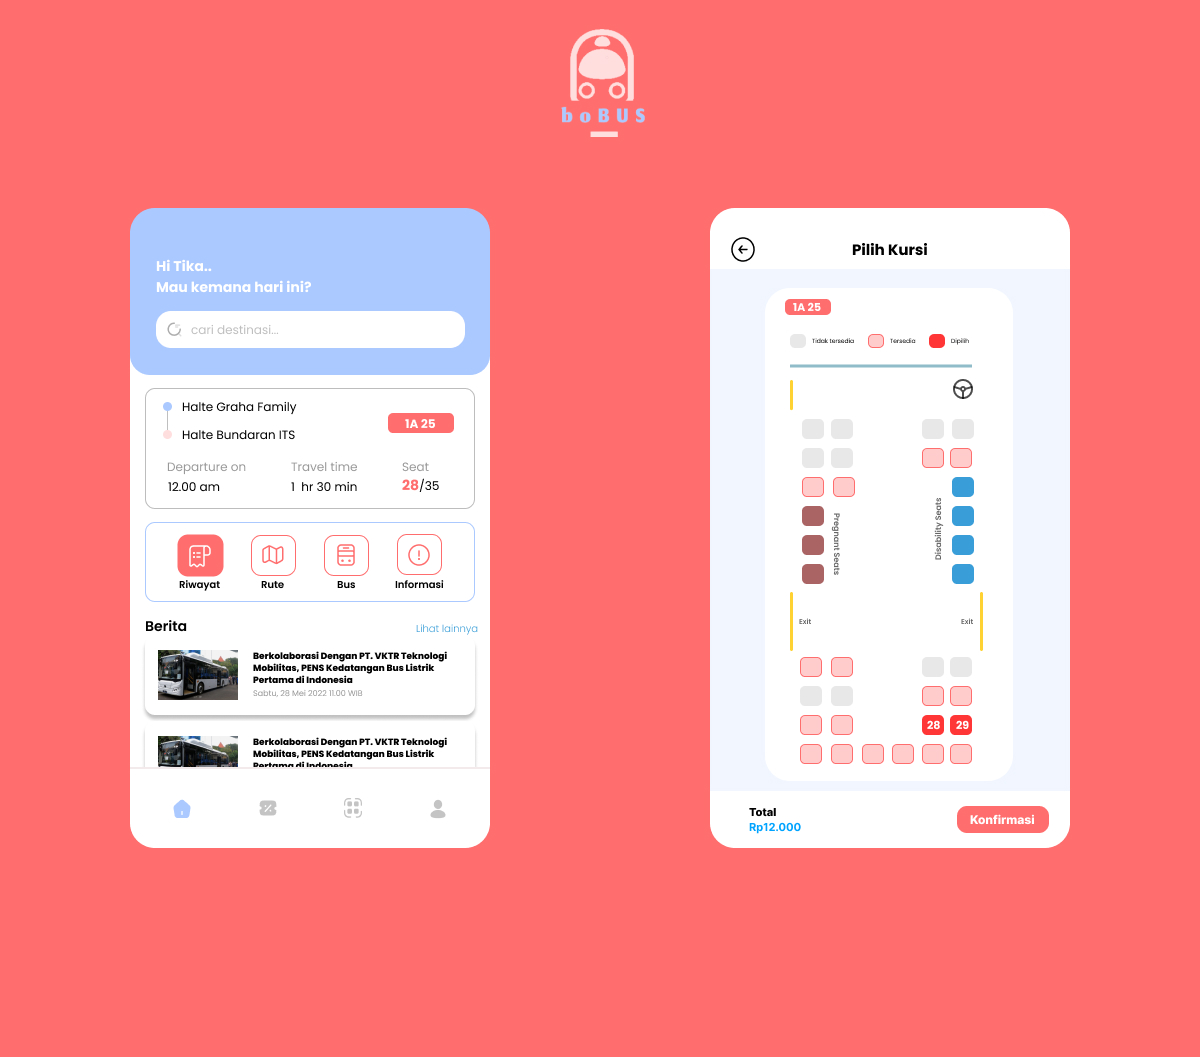 boBUS
Hi Tika..
Mau kemana hari ini?
cari destinasi...
Halte Graha Family
Halte Bundaran ITS
1A 25
Departure on
Travel time
Seat
12.00 am
1 hr 30 min
28/35
Riwayat
Rute
Bus
Informasi
Berita
Lihat lainnya
Berkolaborasi Dengan PT. VKTR Teknologi
Mobilitas, PENS Kedatangan Bus Listrik
Pertama di Indonesia
Sabtu, 28 Mei 2022 11.00 WIB
Berkolaborasi Dengan PT. VKTR Teknologi
Mobilitas, PENS Kedatangan Bus Listrik
Pertama di Indonesia
Pilih Kursi
1A 25
Tidak tersedia
Tersedia
Dipilih
Pregnant Seats
Disability Seats
Exit
Exit
28
29
Total
Rp12.000
Konfirmasi